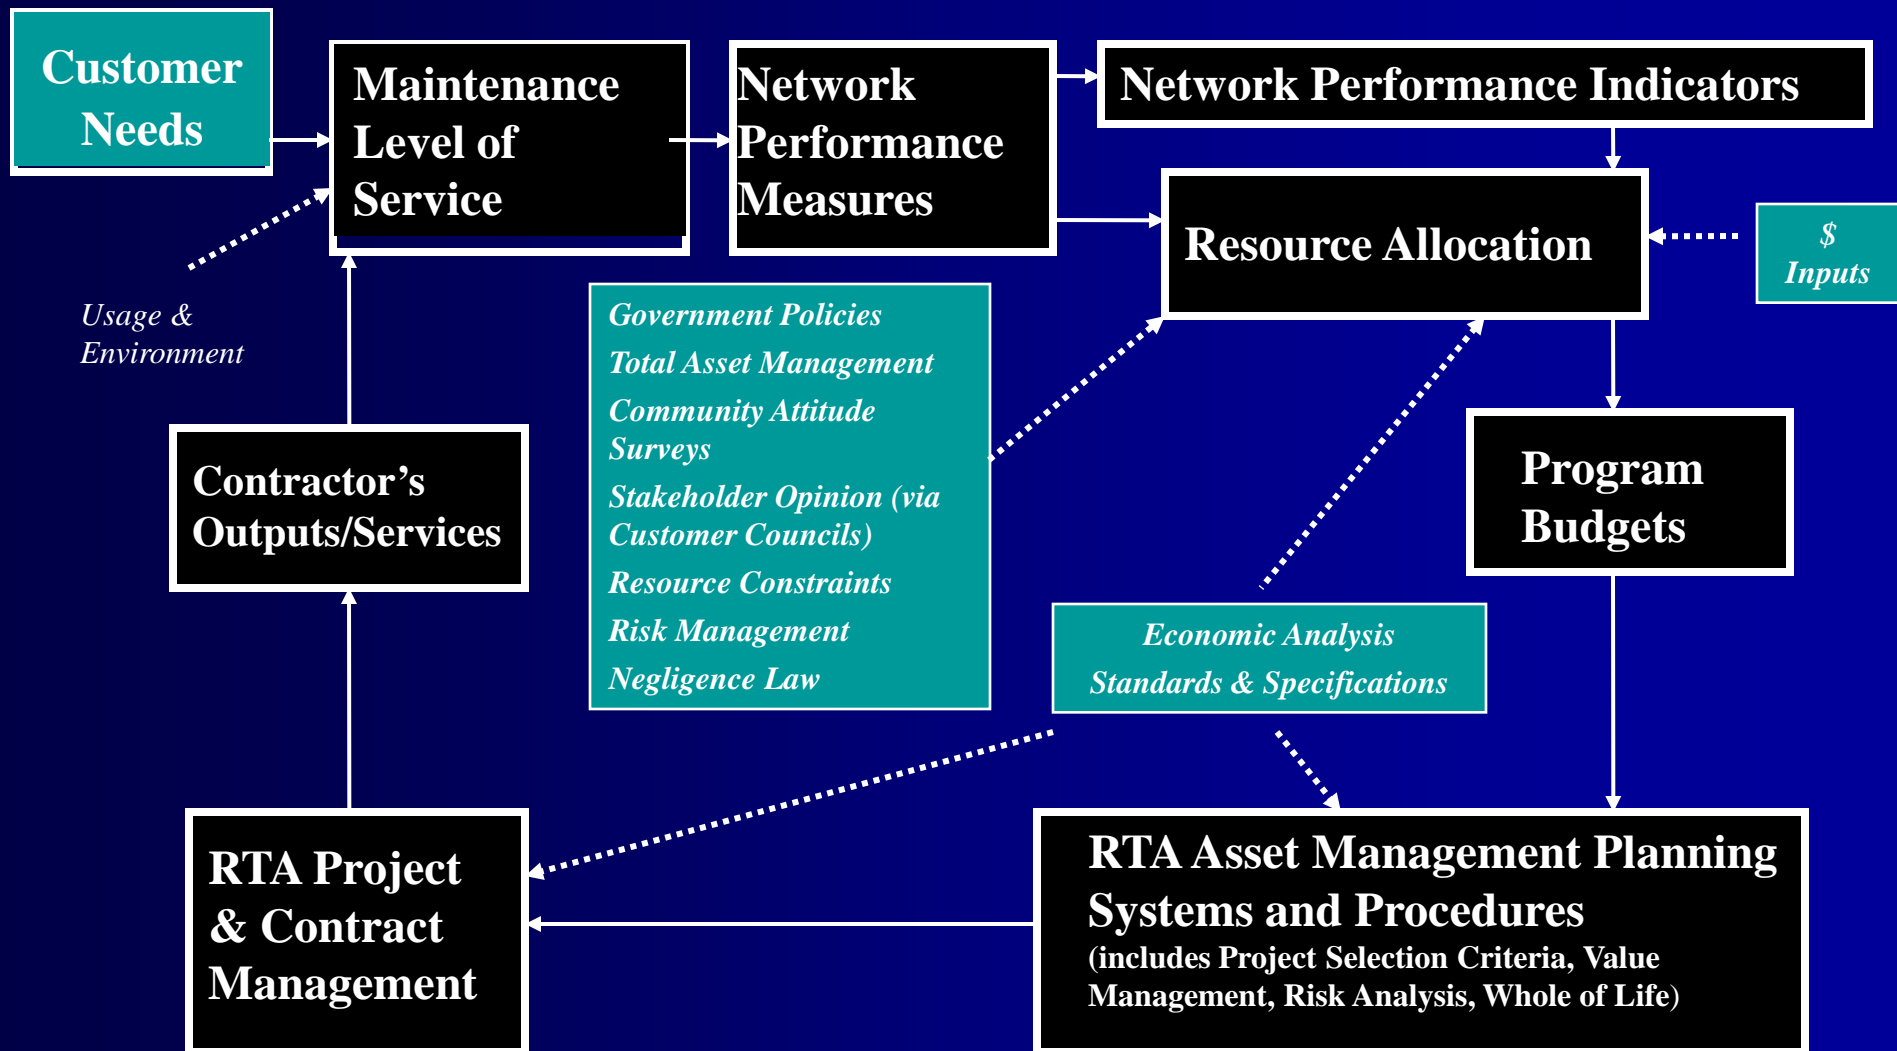 Customer
Needs
Maintenance
Level of
Service
Network
Performance
Measures
Network Performance Indicators
Resource Allocation
$
Inputs
Usage &
Environment
Government Policies
Total Asset Management
Community Attitude
Surveys
Stakeholder Opinion (via
Customer Councils)
Resource Constraints
Risk Management
Negligence Law
Contractor’s
Outputs/Services
Program
Budgets
Economic Analysis
Standards & Specifications
RTA Project
& Contract
Management
RTA Asset Management Planning
Systems and Procedures
(includes Project Selection Criteria, Value
Management, Risk Analysis, Whole of Life)